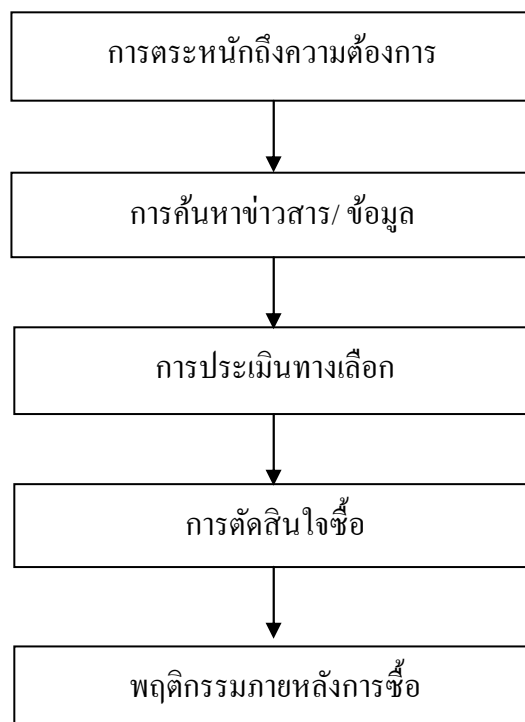 การตระหนักถึงความต้องการ
การค้นหาข่าวสาร/ ข้อมูล
การประเมินทางเลือก
การตัดสินใจซื้อ
พฤติกรรมภายหลังการซื้อ